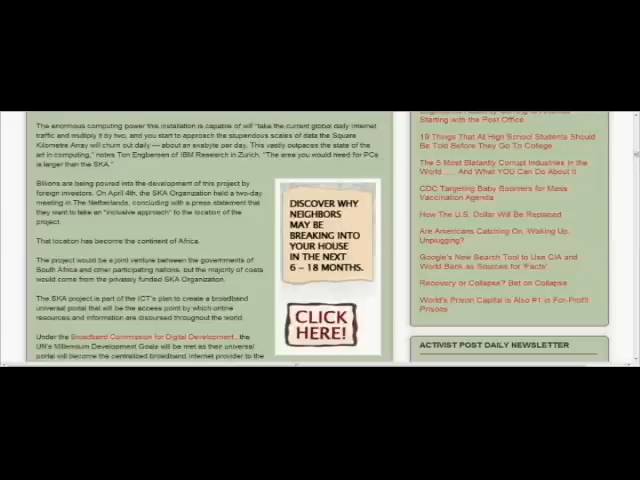 The enormous computing power this installation is capable of will "take the current global daily Internet
traffic and multiply it by two, and you start to approach the stupendous scales of data the Square
Kilometre Array will churn out daily — about an exabyte per day. This vastly outpaces the state of the
art in computing," notes Ton Engbersen of IBM Research in Zurich. "The area you would need for PCs
is larger than the SKA."
Billions are being poured into the development of this project by
foreign investors. On April 4th, the SKA Organization held a two-day
meeting in The Netherlands, concluding with a press statement that
they want to take an "inclusive approach" to the location of the
project.
That location has become the continent of Africa.
The project would be a joint venture between the governments of
South Africa and other participating nations, but the majority of costs
would come from the privately funded SKA Organization.
The SKA project is part of the ICT's plan to create a broadband
universal portal that will be the access point by which online
resources and information are disbursed throughout the world.
Under the Broadband Commission for Digital Development, the
UN's Millennium Development Goals will be met as their universal
portal will become the centralized broadband Internet provider to the
DISCOVER WHY
NEIGHBORS
MAY BE
BREAKING INTO
YOUR HOUSE
IN THE NEXT
6 – 18 MONTHS.
CLICK
HERE!
Starting with the Post Office
19 Things That All High School Students Should
Be Told Before They Go To College
The 5 Most Blatantly Corrupt Industries in the
World ..... And What YOU Can Do About It
CDC Targeting Baby Boomers for Mass
Vaccination Agenda
How The U.S. Dollar Will Be Replaced
Are Americans Catching On, Waking Up,
Unplugging?
Google's New Search Tool to Use CIA and
World Bank as Sources for 'Facts'
Recovery or Collapse? Bet on Collapse
World's Prison Capital is Also #1 in For-Profit
Prisons
ACTIVIST POST DAILY NEWSLETTER